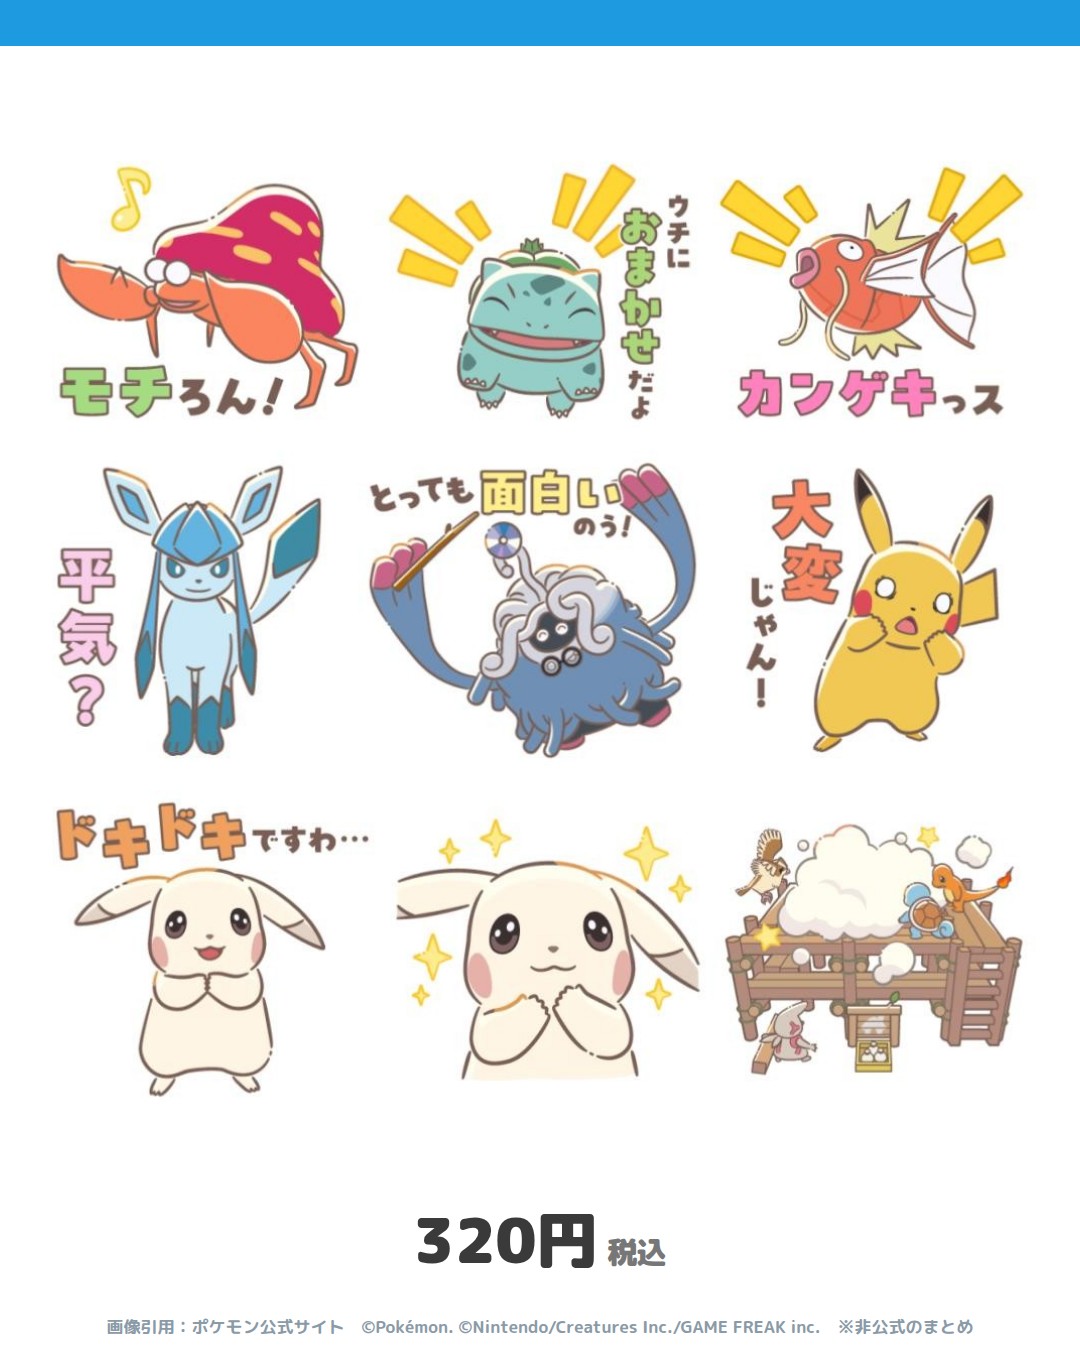 モチろん！
ウチに
おまかせ
だよ
カンゲキっス
平気？
とっても面白い
のう！
大変
じゃん！
ドキドキですわ…
320円 税込
画像引用：ポケモン公式サイト　©Pokémon. ©Nintendo/Creatures Inc./GAME FREAK inc.　※非公式のまとめ